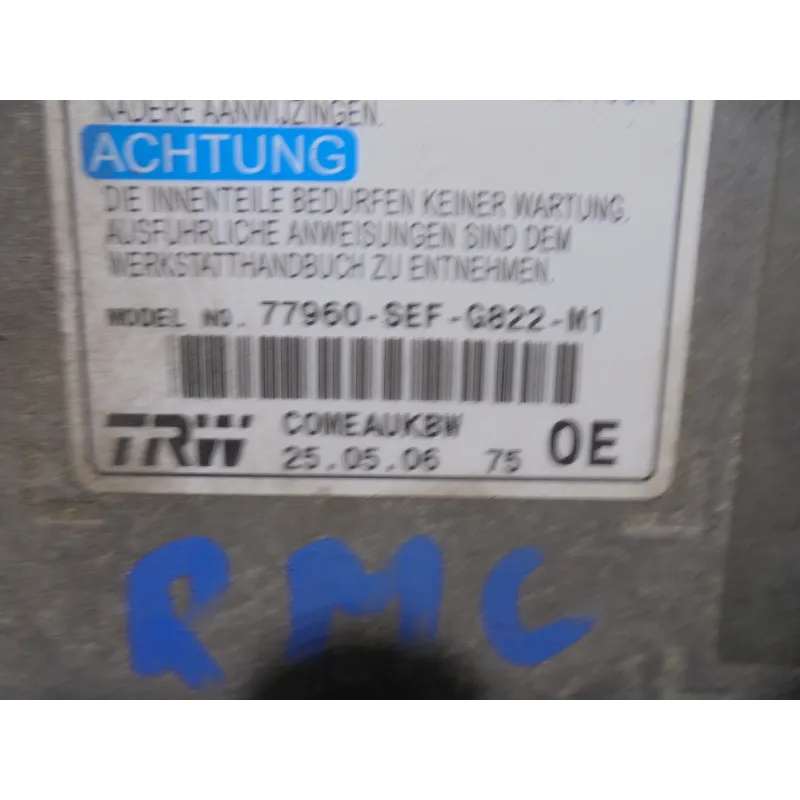 NADERE AANWIJZINGEN.
ACHTUNG
DIE INNENTEILE BEDURFEN KEINER WARTUNG.
AUSFUHRLICHE ANWEISUNGEN SIND DEM
WERKSTATTHANDBUCH ZU ENTNEHMEN.
MODEL NO. 77960-SEF-G822-M1
TRW COMEAUKBW
25.05.06 75 0E
RMC